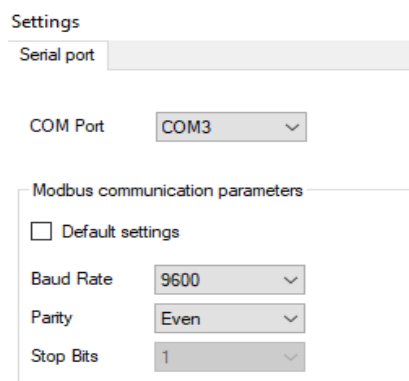 Settings
Serial port
COM Port COM3
Modbus communication parameters
Default settings
Baud Rate 9600
Parity Even
Stop Bits 1